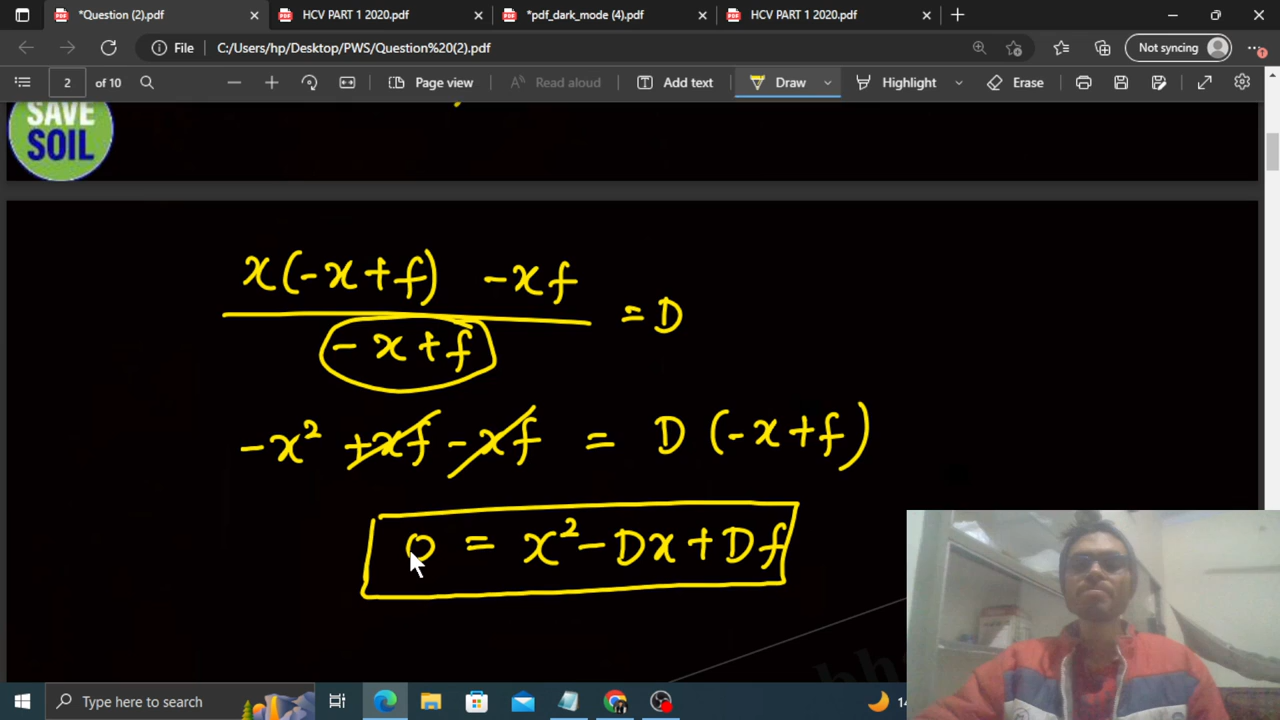 *Question (2).pdf
HCV PART 1 2020.pdf
*pdf_dark_mode (4).pdf
HCV PART 1 2020.pdf
File
C:/Users/hp/Desktop/PWS/Question%20(2).pdf
Not syncing
2 of 10
Page view
Read aloud
Add text
Draw
Highlight
Erase
SAVE
SOIL
x(-x+f) -xf
= D
-x+f
-x² +xf -xf = D (-x+f)
0 = x² - Dx + Df
Type here to search